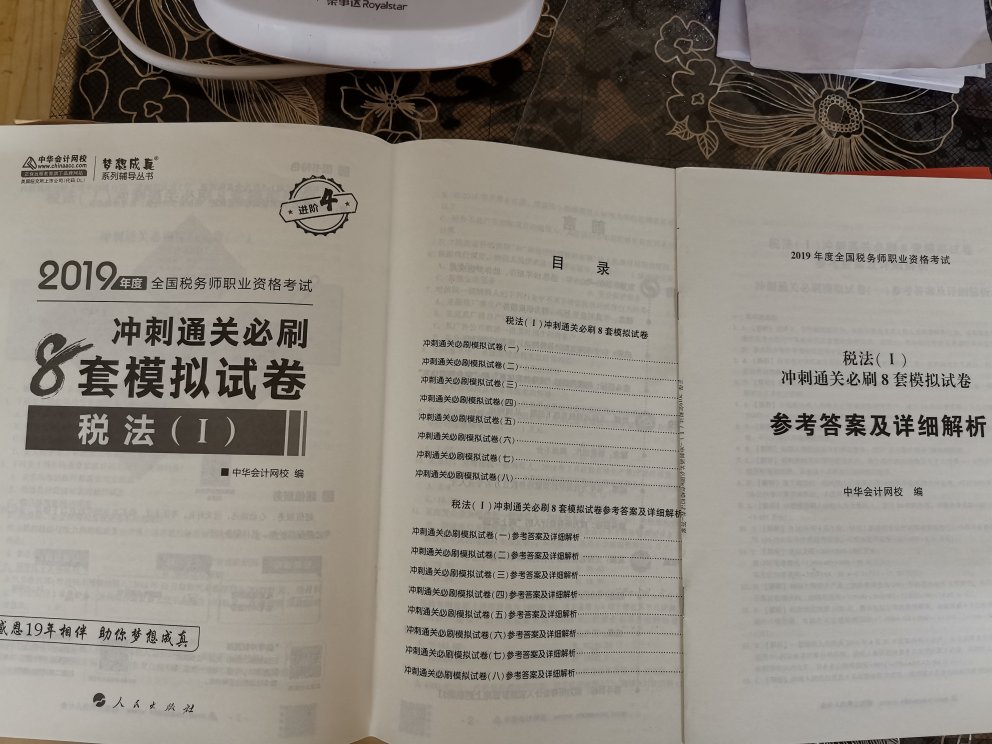 荣事达 Royalstar
中华会计网校
www.chinaacc.com
梦想成真®
系列辅导丛书
进阶 4
2019年度 全国税务师职业资格考试
冲刺通关必刷
8套模拟试卷
税法(Ⅰ)
■ 中华会计网校 编
感恩19年相伴 助你梦想成真
人民出版社
目 录
税法(Ⅰ)冲刺通关必刷8套模拟试卷
冲刺通关必刷模拟试卷(一)
冲刺通关必刷模拟试卷(二)
冲刺通关必刷模拟试卷(三)
冲刺通关必刷模拟试卷(四)
冲刺通关必刷模拟试卷(五)
冲刺通关必刷模拟试卷(六)
冲刺通关必刷模拟试卷(七)
冲刺通关必刷模拟试卷(八)
税法(Ⅰ)冲刺通关必刷8套模拟试卷参考答案及详细解析
冲刺通关必刷模拟试卷(一)参考答案及详细解析
冲刺通关必刷模拟试卷(二)参考答案及详细解析
冲刺通关必刷模拟试卷(三)参考答案及详细解析
冲刺通关必刷模拟试卷(四)参考答案及详细解析
冲刺通关必刷模拟试卷(五)参考答案及详细解析
冲刺通关必刷模拟试卷(六)参考答案及详细解析
冲刺通关必刷模拟试卷(七)参考答案及详细解析
冲刺通关必刷模拟试卷(八)参考答案及详细解析
2019年度全国税务师职业资格考试
税法(Ⅰ)
冲刺通关必刷8套模拟试卷
参考答案及详细解析
中华会计网校 编